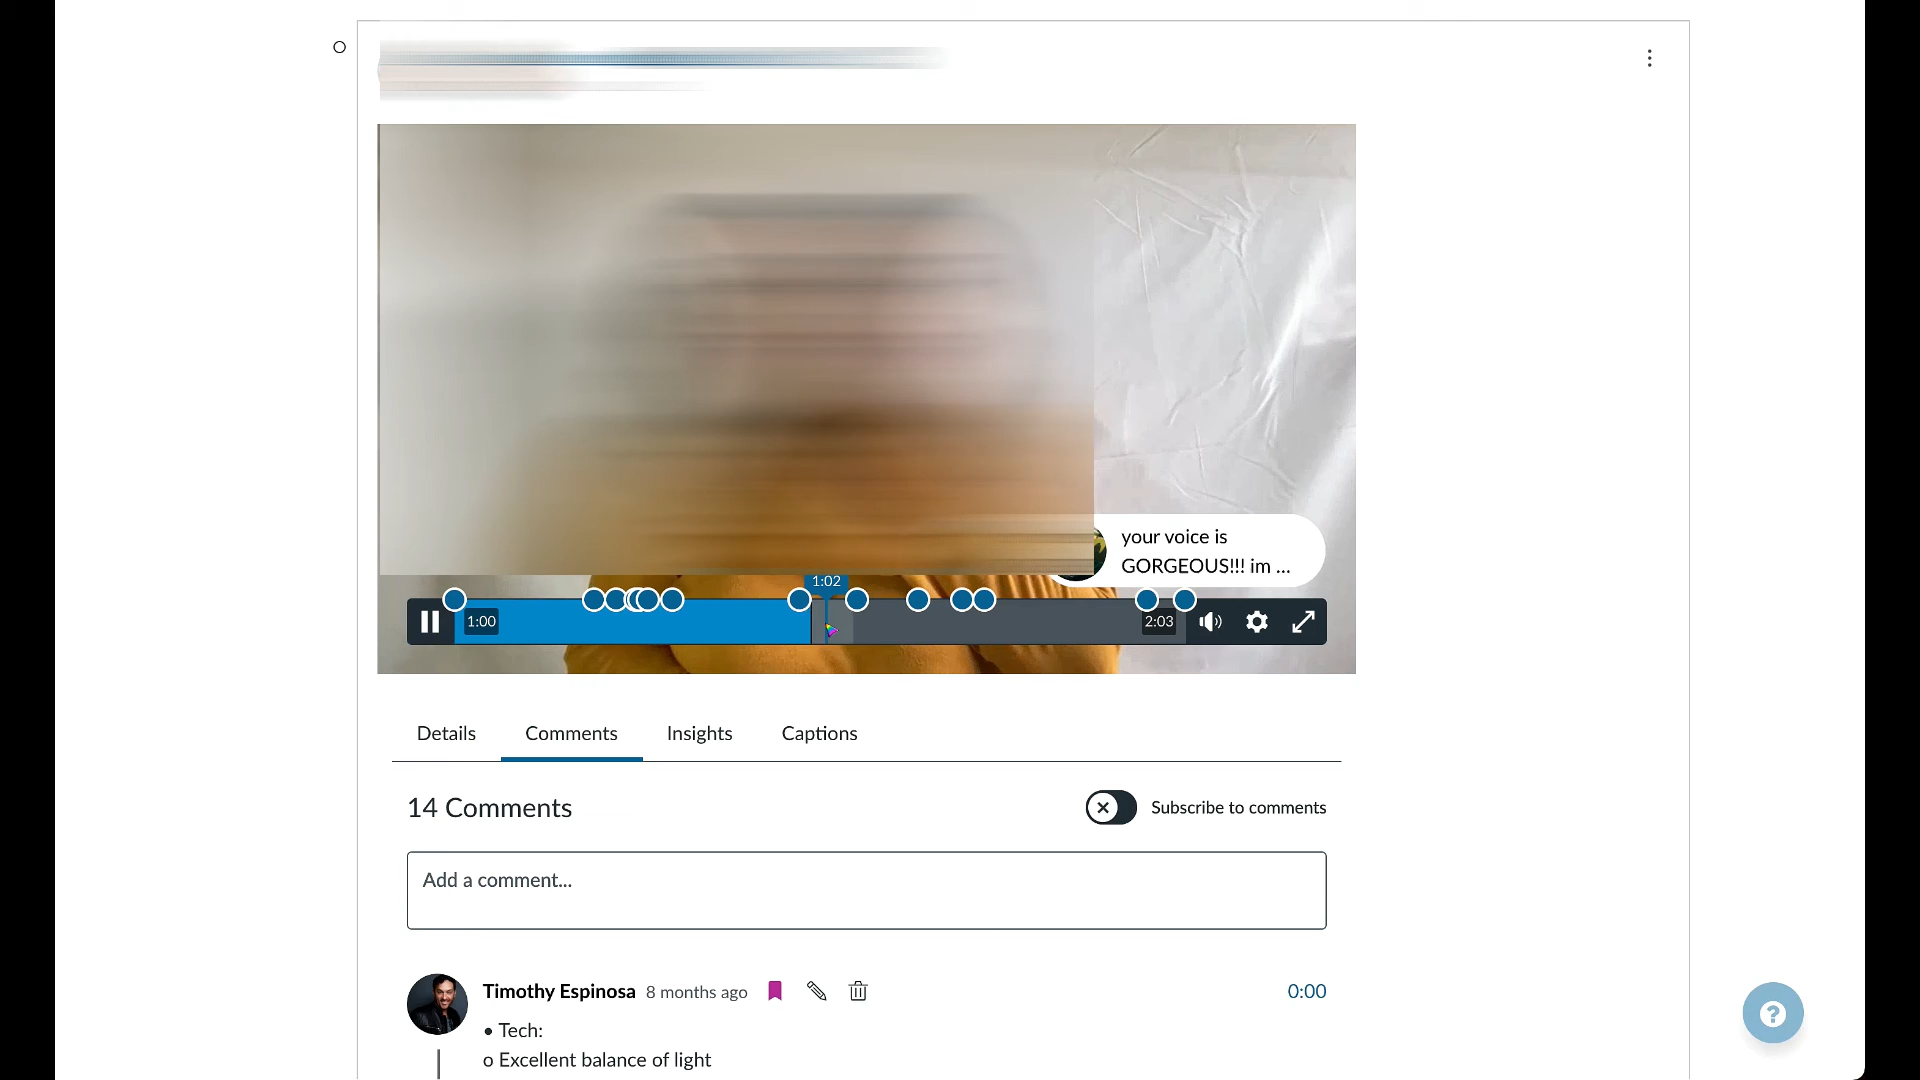 your voice is
GORGEOUS!!! im ...
1:02
1:00
2:03
Details Comments Insights Captions
14 Comments
Subscribe to comments
Add a comment...
Timothy Espinosa 8 months ago 0:00
• Tech:
o Excellent balance of light